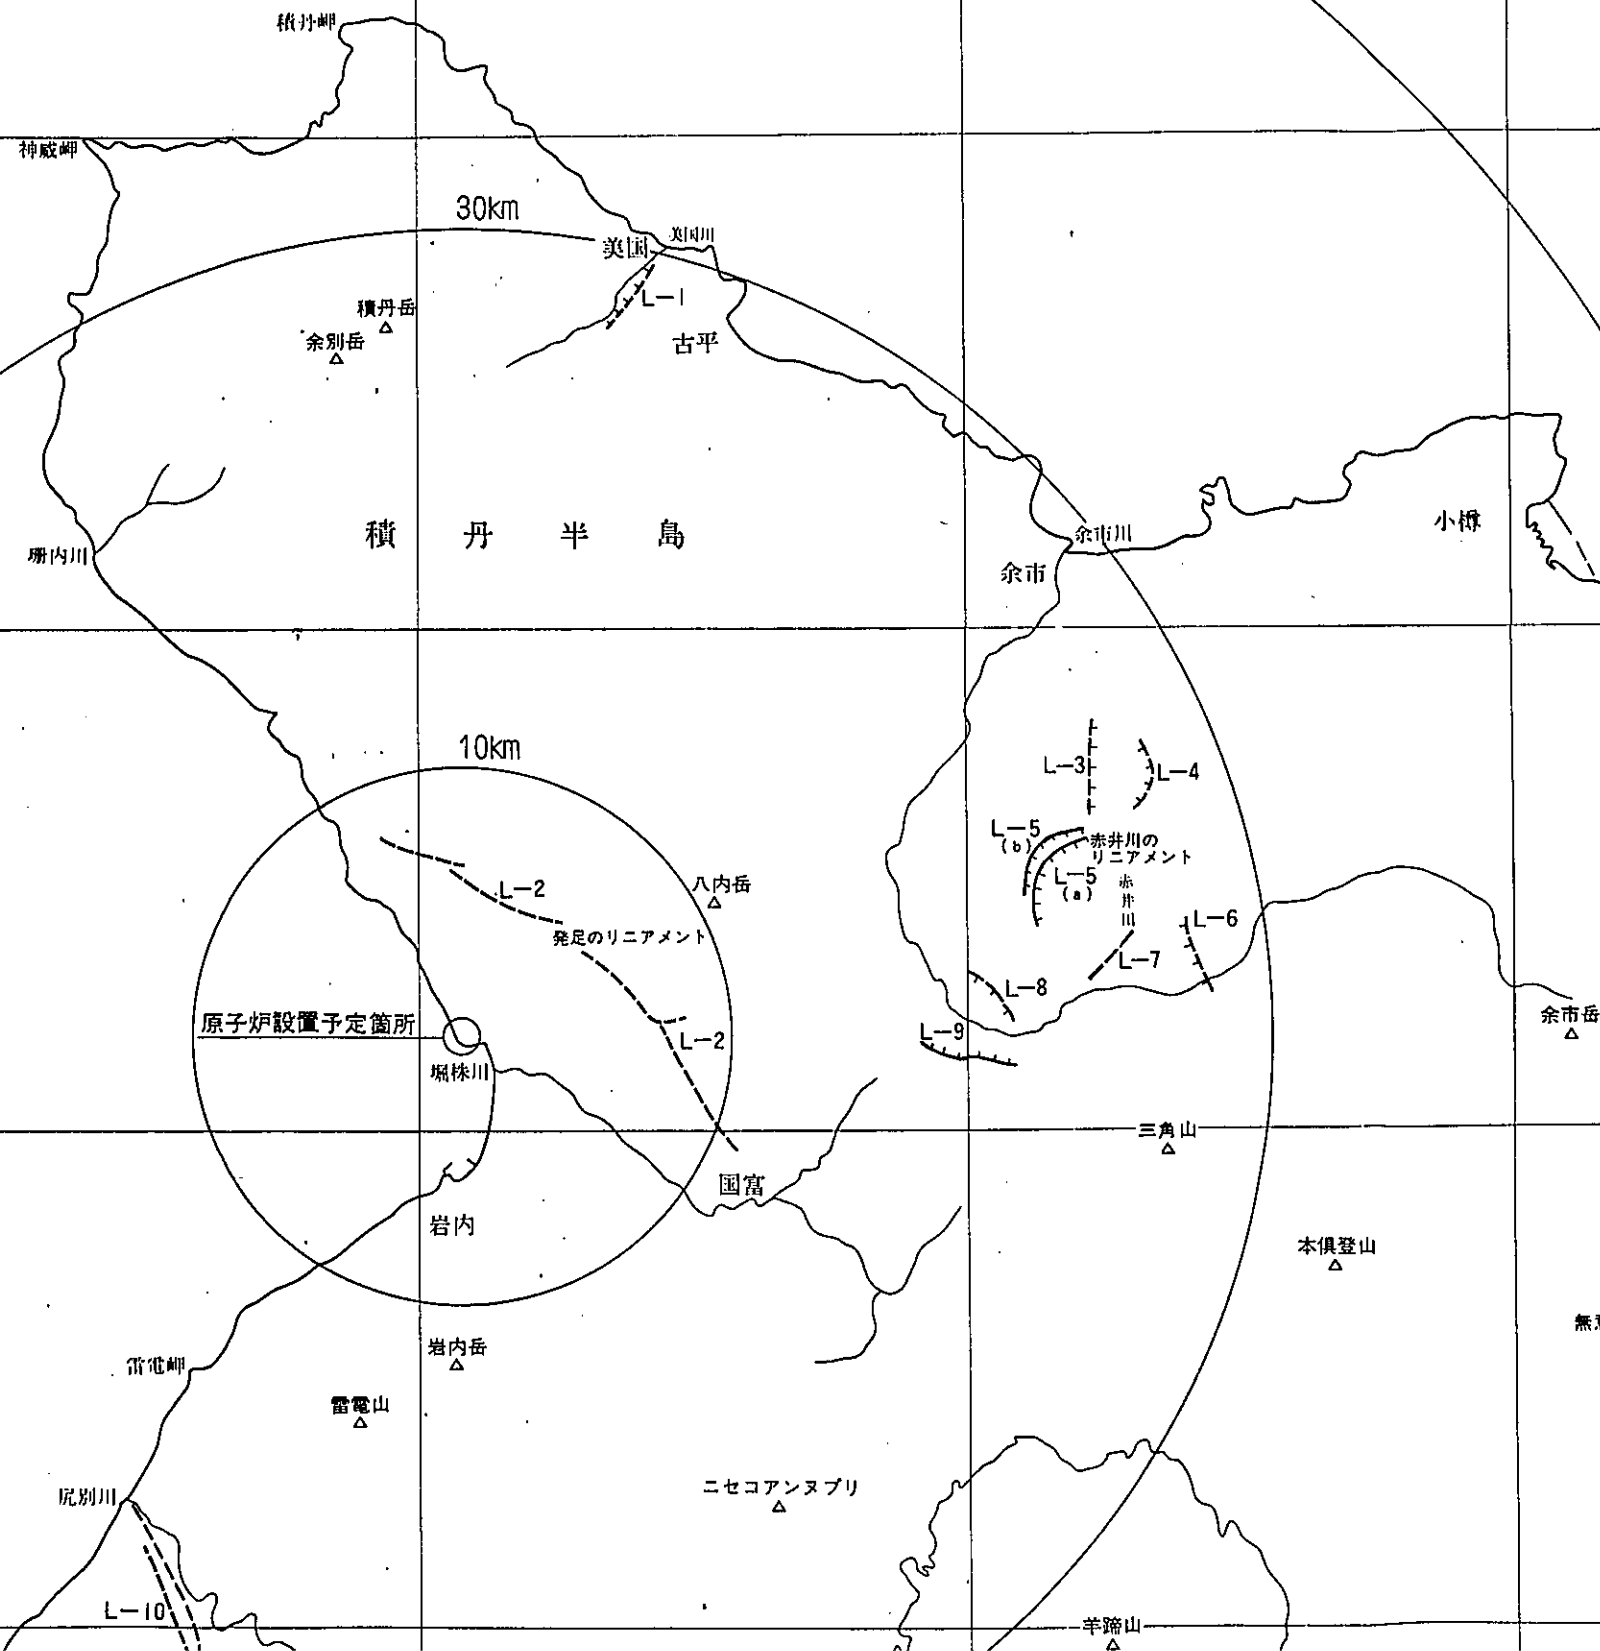 積丹岬
神威岬
30km
美国
美国川
L-1
積丹岳
余別岳
古平
積丹半島
小樽
珊内川
余市川
余市
10km
L-3
L-4
L-5
(b)
赤井川の
リニアメント
L-5
(a)
赤井川
L-2
八内岳
発足のリニアメント
L-6
L-7
L-8
原子炉設置予定箇所
余市岳
L-9
L-2
堀株川
三角山
国富
岩内
本倶登山
無
岩内岳
雷電岬
雷電山
ニセコアンヌプリ
尻別川
L-10
羊蹄山